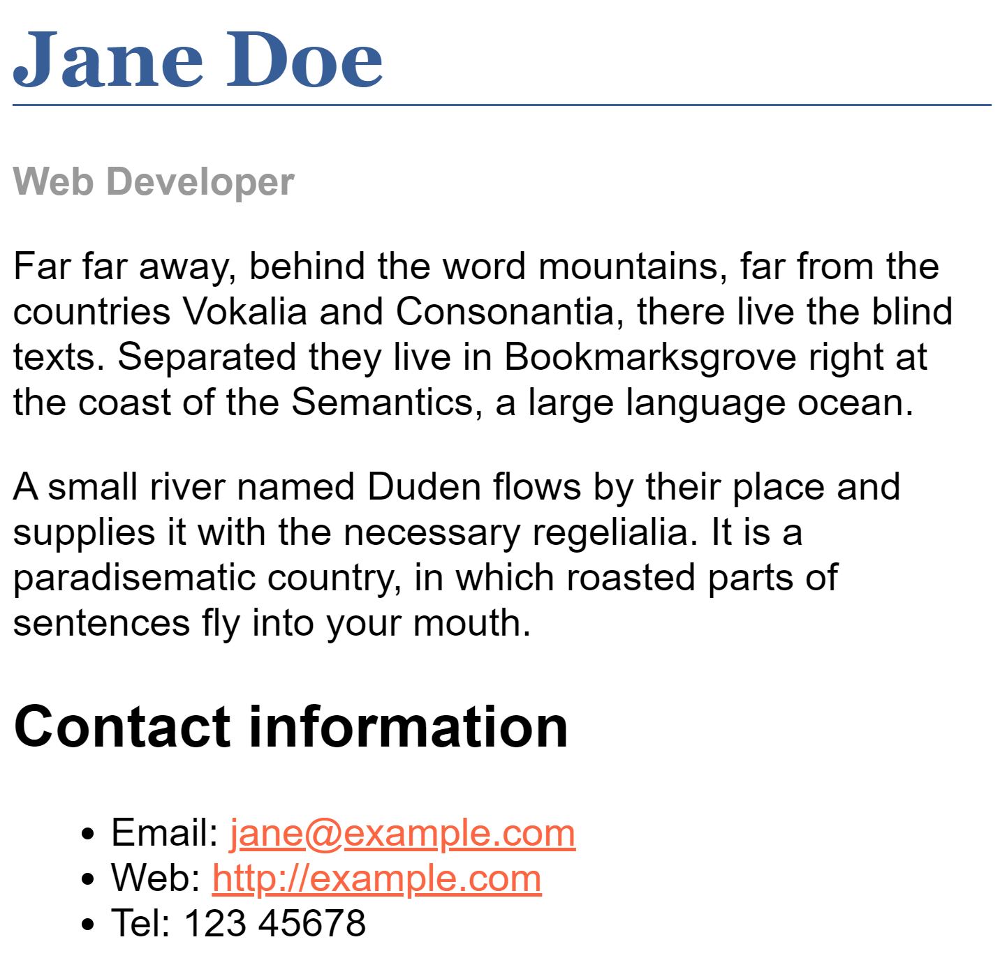 Jane Doe
Web Developer
Far far away, behind the word mountains, far from the
countries Vokalia and Consonantia, there live the blind
texts. Separated they live in Bookmarksgrove right at
the coast of the Semantics, a large language ocean.
A small river named Duden flows by their place and
supplies it with the necessary regelialia. It is a
paradisematic country, in which roasted parts of
sentences fly into your mouth.
Contact information
• Email: jane@example.com
• Web: http://example.com
• Tel: 123 45678